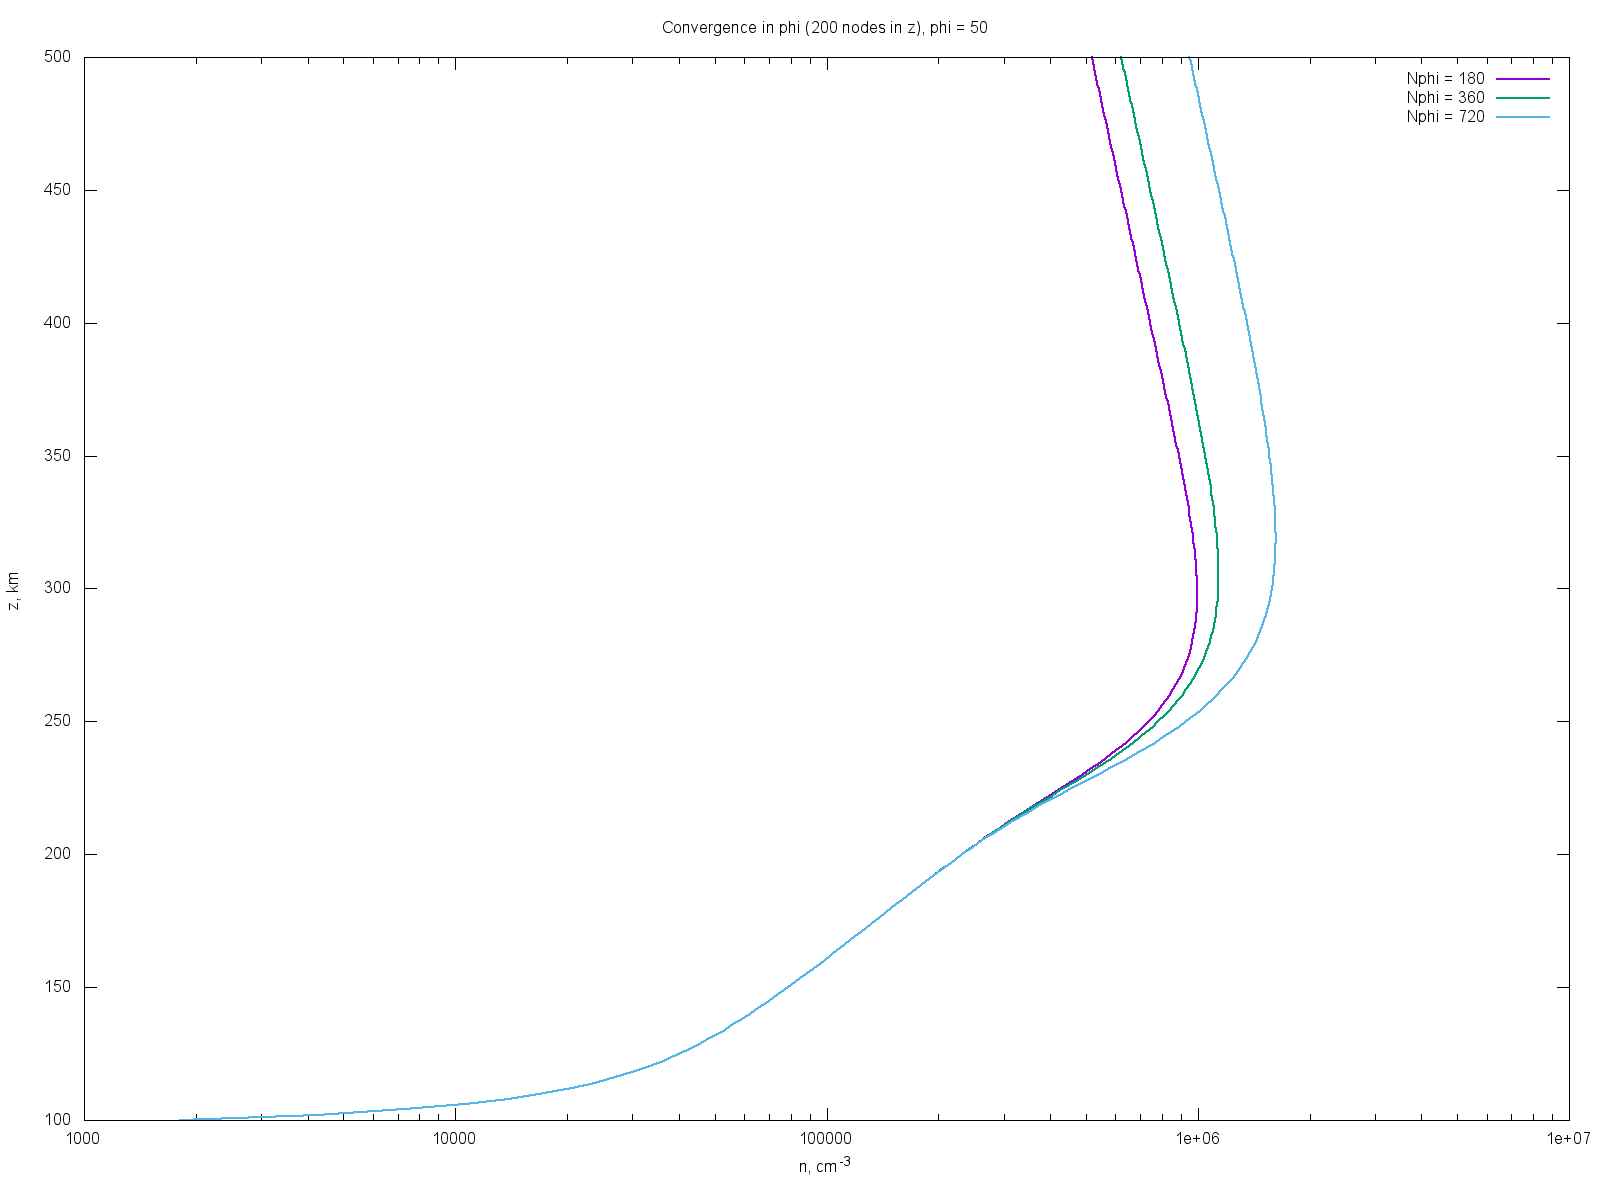 Convergence in phi (200 nodes in z), phi = 50
500
450
400
350
300
250
200
150
100
z, km
Nphi = 180
Nphi = 360
Nphi = 720
1000 10000 100000 1e+06 1e+07
n, cm-3